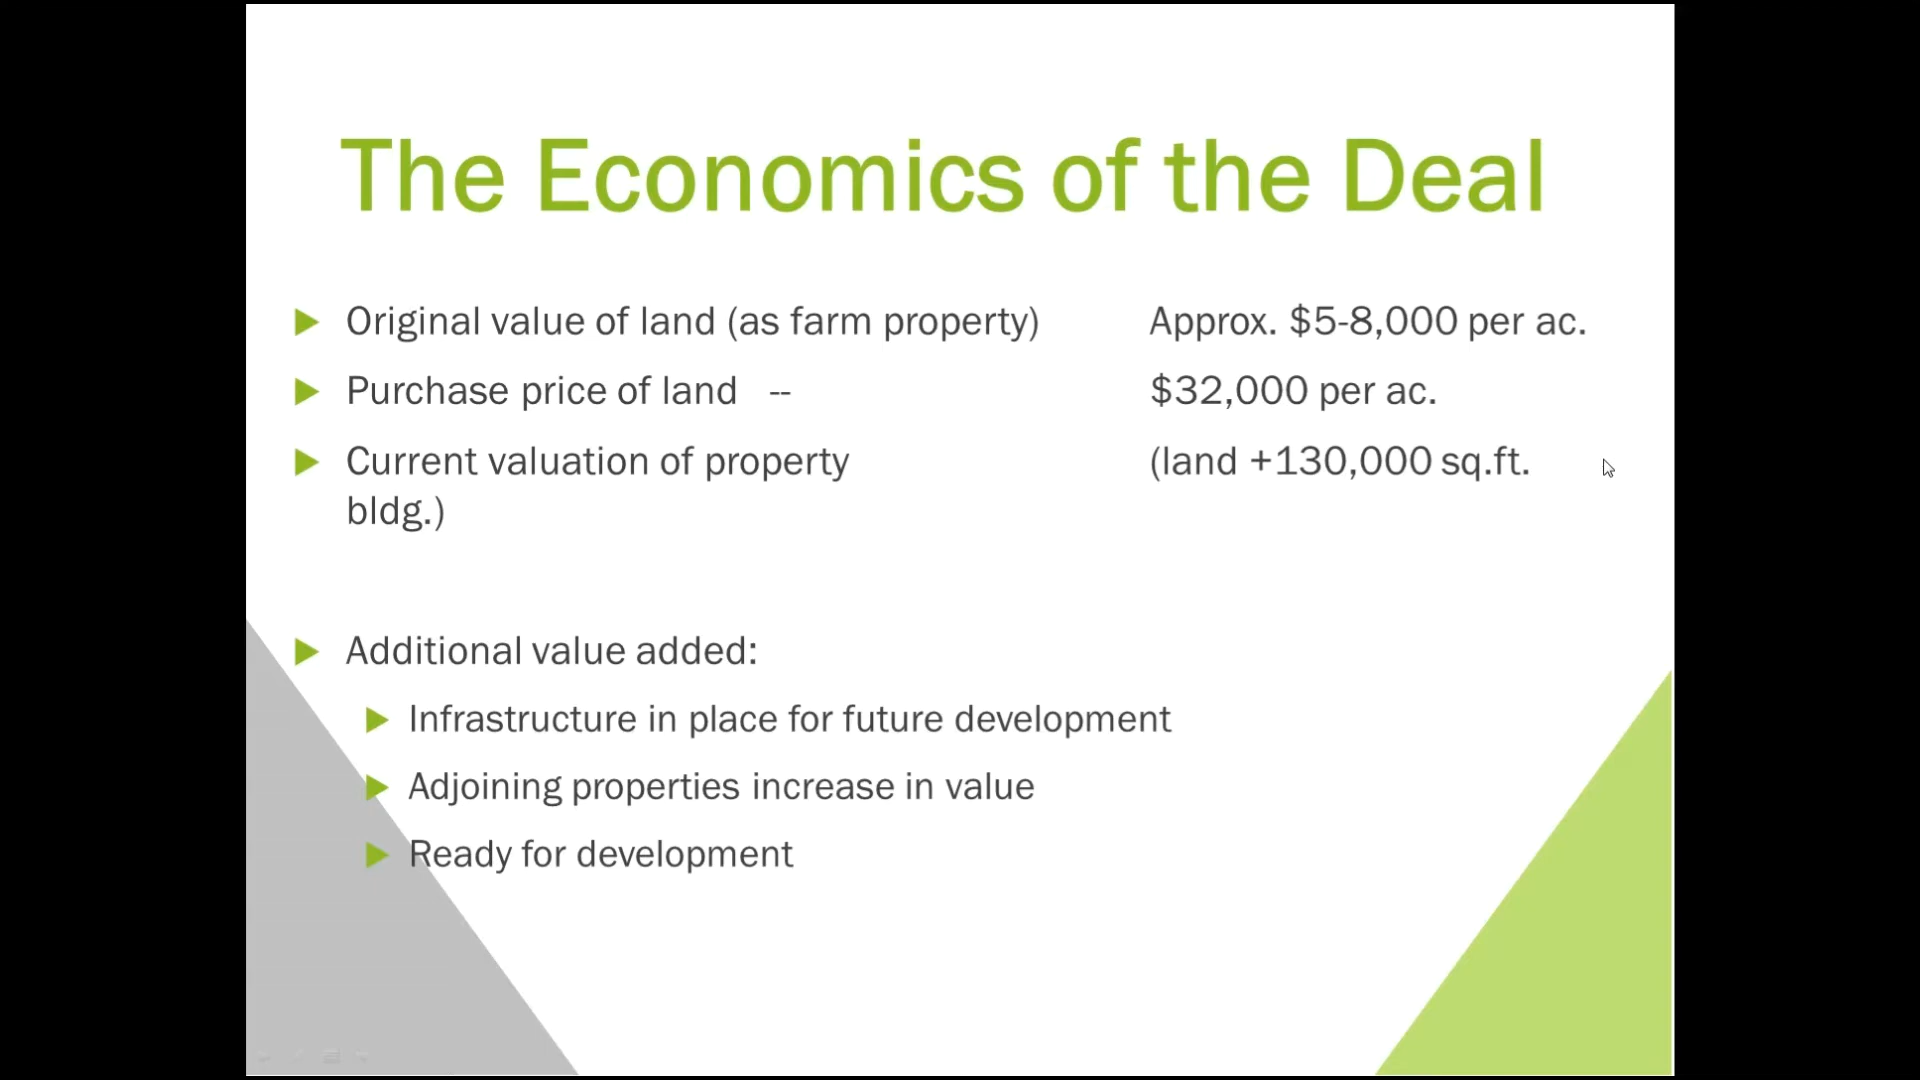 The Economics of the Deal
Original value of land (as farm property) Approx. $5-8,000 per ac.
Purchase price of land -- $32,000 per ac.
Current valuation of property (land +130,000 sq.ft.
bldg.)
Additional value added:
Infrastructure in place for future development
Adjoining properties increase in value
Ready for development